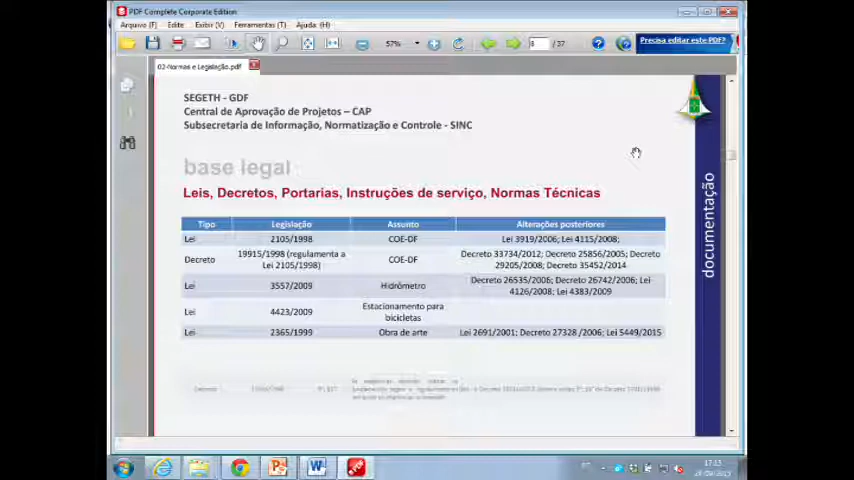 PDF Complete Corporate Edition
Arquivo (F) Edite Exibir (V) Ferramentas (T) Ajuda (H)
57% 8 / 37 Precisa editar este PDF?
02-Normas e Legislação.pdf
SEGETH - GDF
Central de Aprovação de Projetos – CAP
Subsecretaria de Informação, Normatização e Controle - SINC
base legal
Leis, Decretos, Portarias, Instruções de serviço, Normas Técnicas
documentação
Tipo Legislação Assunto Alterações posteriores
Lei 2105/1998 COE-DF Lei 3919/2006; Lei 4115/2008;
Decreto 19915/1998 (regulamenta a Lei 2105/1998) COE-DF Decreto 33734/2012; Decreto 25856/2005; Decreto
29205/2008; Decreto 35452/2014
Lei 3557/2009 Hidrômetro Decreto 26535/2006; Decreto 26742/2006; Lei
4126/2008; Lei 4383/2009
Lei 4423/2009 Estacionamento para
bicicletas
Lei 2365/1999 Obra de arte Lei 2691/2001; Decreto 27328 /2006; Lei 5449/2015
17:13